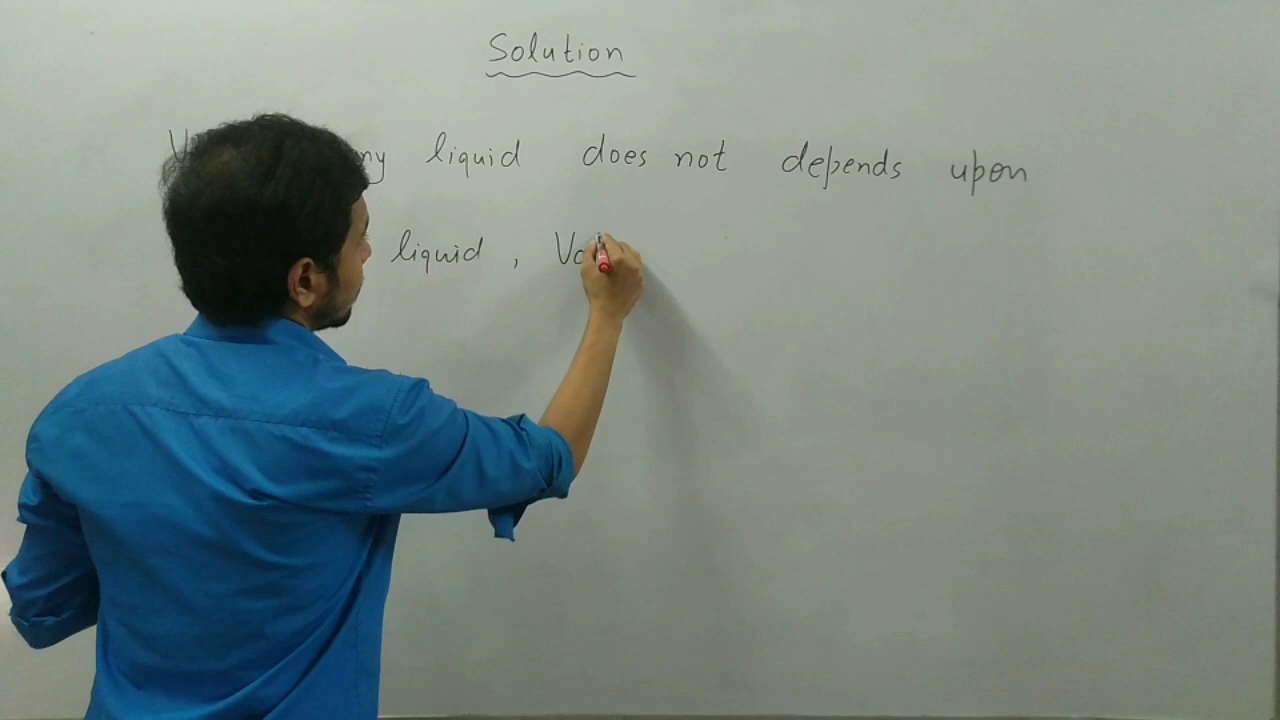 Solution
liquid does not depends upon
liquid ,